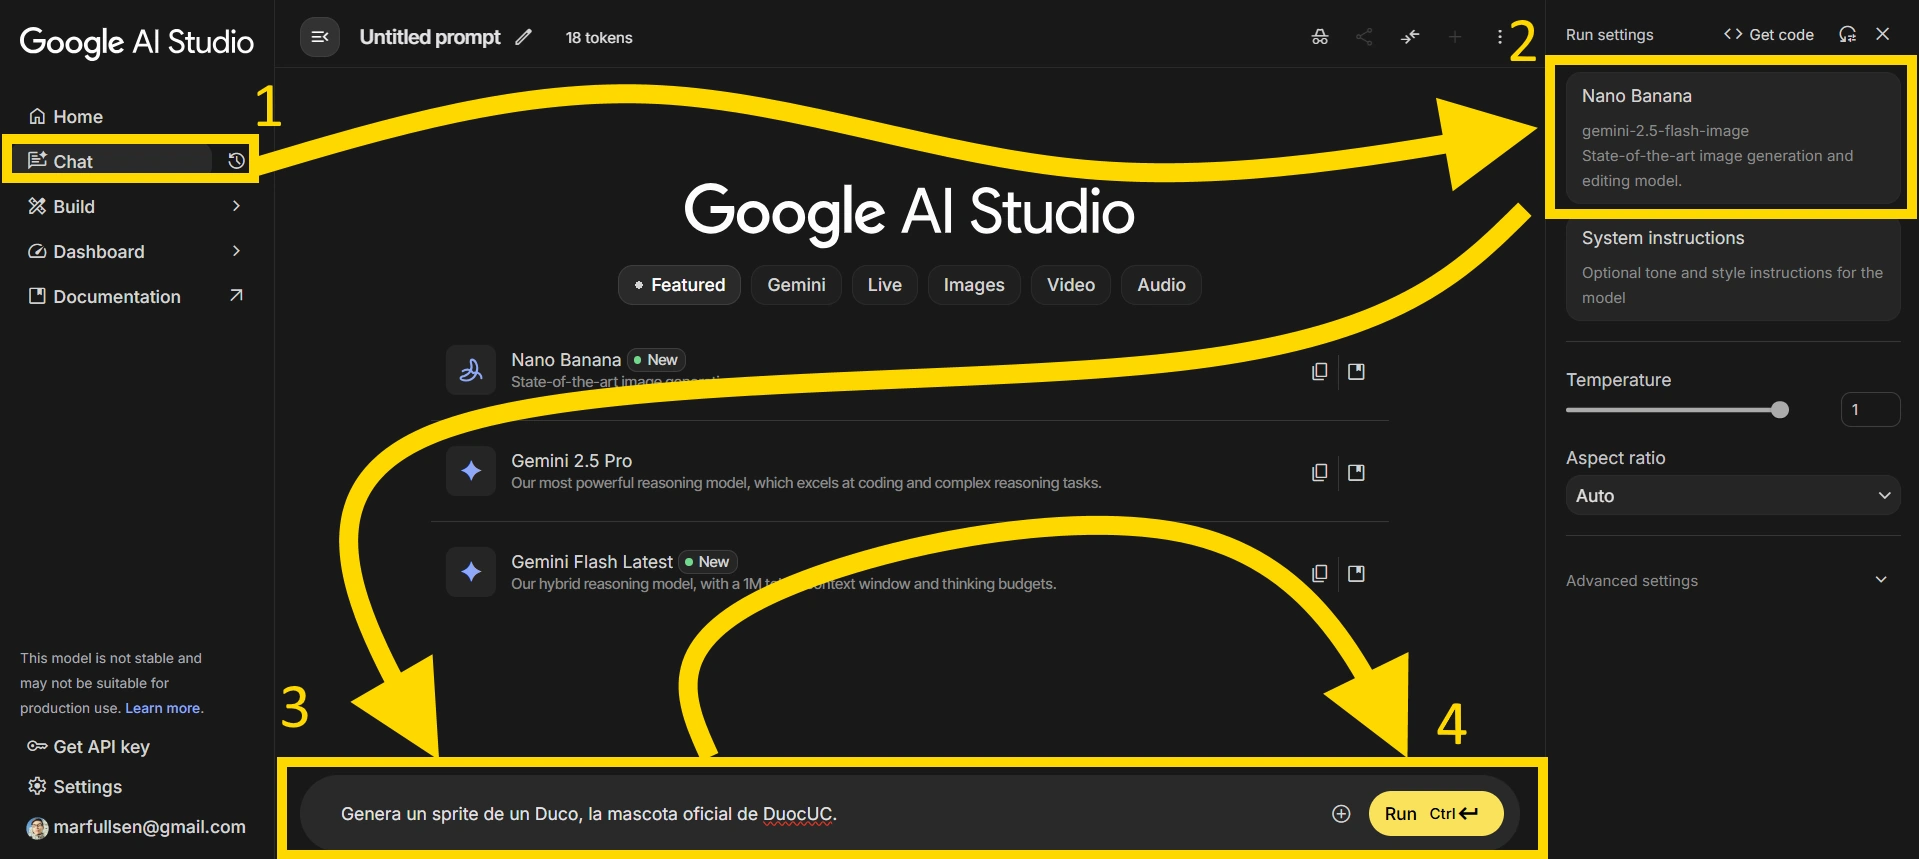 Google AI Studio
Home
Chat
Build
Dashboard
Documentation
This model is not stable and
may not be suitable for
production use. Learn more.
Get API key
Settings
marfullsen@gmail.com
1
Untitled prompt
18 tokens
2
Google AI Studio
Featured
Gemini
Live
Images
Video
Audio
Nano Banana
New
State-of-the-art image
Gemini 2.5 Pro
Our most powerful reasoning model, which excels at coding and complex reasoning tasks.
Gemini Flash Latest
New
Our hybrid reasoning model, with a 1M context window and thinking budgets.
3
4
Genera un sprite de un Duco, la mascota oficial de DuocUC.
Run Ctrl
Run settings
Get code
Nano Banana
gemini-2.5-flash-image
State-of-the-art image generation and
editing model.
System instructions
Optional tone and style instructions for the
model
Temperature
1
Aspect ratio
Auto
Advanced settings